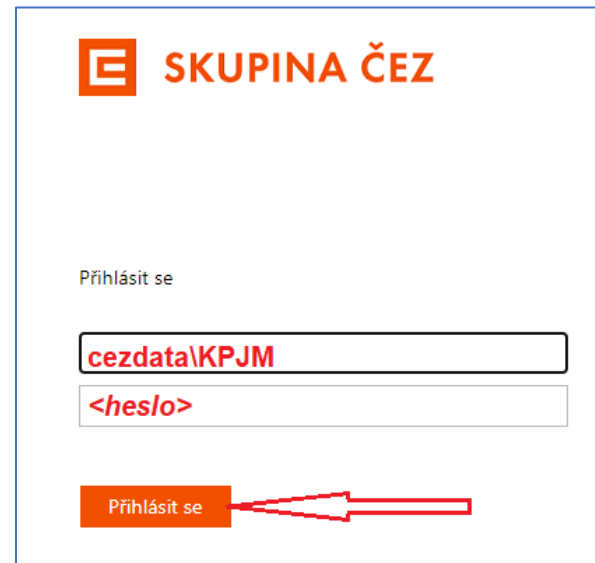 SKUPINA ČEZ
Přihlásit se
cezdata\KPJM
<heslo>
Přihlásit se